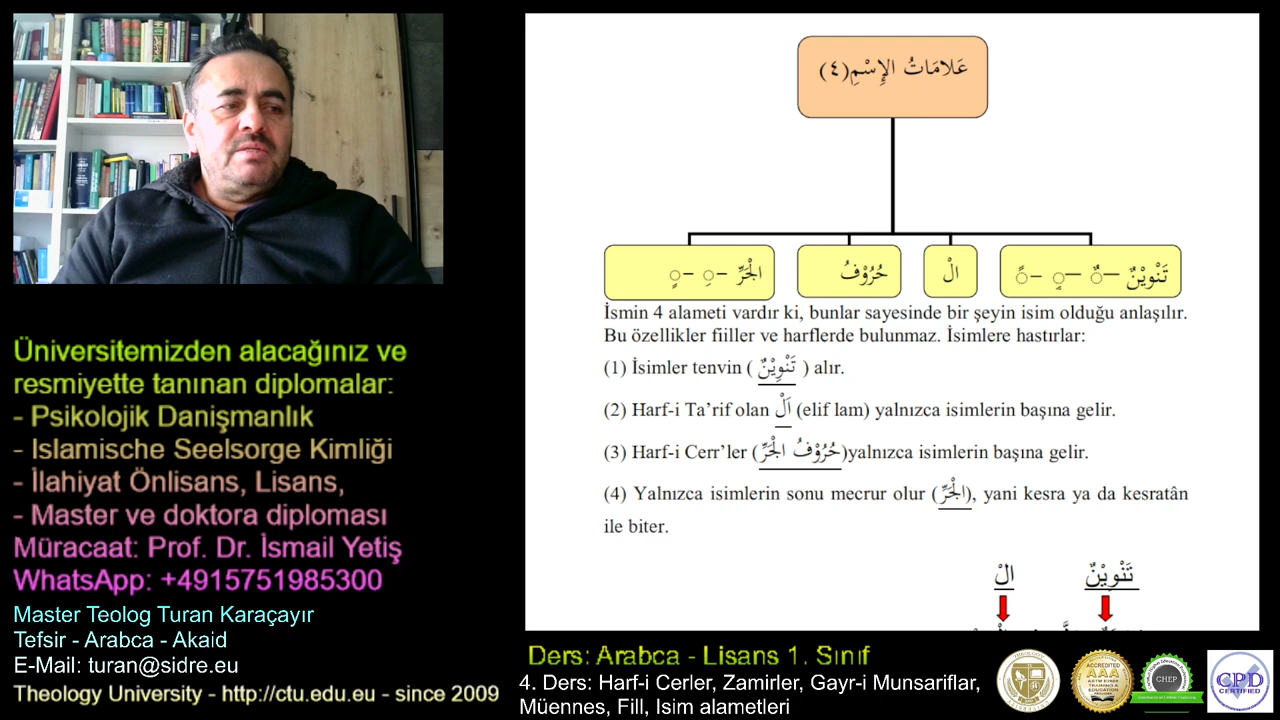 عَلَامَاتُ الإِسْمِ(٤)
تَنْوِيْنٌ
الْ
حُرُوْفُ
الْجَرِّ
İsmin 4 alameti vardır ki, bunlar sayesinde bir şeyin isim olduğu anlaşılır.
Bu özellikler fiiller ve harflerde bulunmaz. İsimlere hastırlar:
(1) İsimler tenvin ( تَنْوِيْنٌ ) alır.
(2) Harf-i Ta’rif olan اَلْ (elif lam) yalnızca isimlerin başına gelir.
(3) Harf-i Cerr’ler (حُرُوْفُ الْجَرِّ)yalnızca isimlerin başına gelir.
(4) Yalnızca isimlerin sonu mecrur olur (الْجَرِّ), yani kesra ya da kesratân
ile biter.
تَنْوِيْنٌ
الْ
Üniversitemizden alacağınız ve
resmiyette tanınan diplomalar:
- Psikolojik Danişmanlık
- Islamische Seelsorge Kimliği
- İlahiyat Önlisans, Lisans,
- Master ve doktora diploması
Müracaat: Prof. Dr. İsmail Yetiş
WhatsApp: +4915751985300
Master Teolog Turan Karaçayır
Tefsir - Arabca - Akaid
E-Mail: turan@sidre.eu
Theology University - http://ctu.edu.eu - Since 2009
Ders: Arabca - Lisans 1. Sınıf
4. Ders: Harf-i Cerler, Zamirler, Gayr-i Munsariflar,
Müennes, Fill, Isim alametleri
ACCREDITED
AAA
CHEP
CPD
CERTIFIED